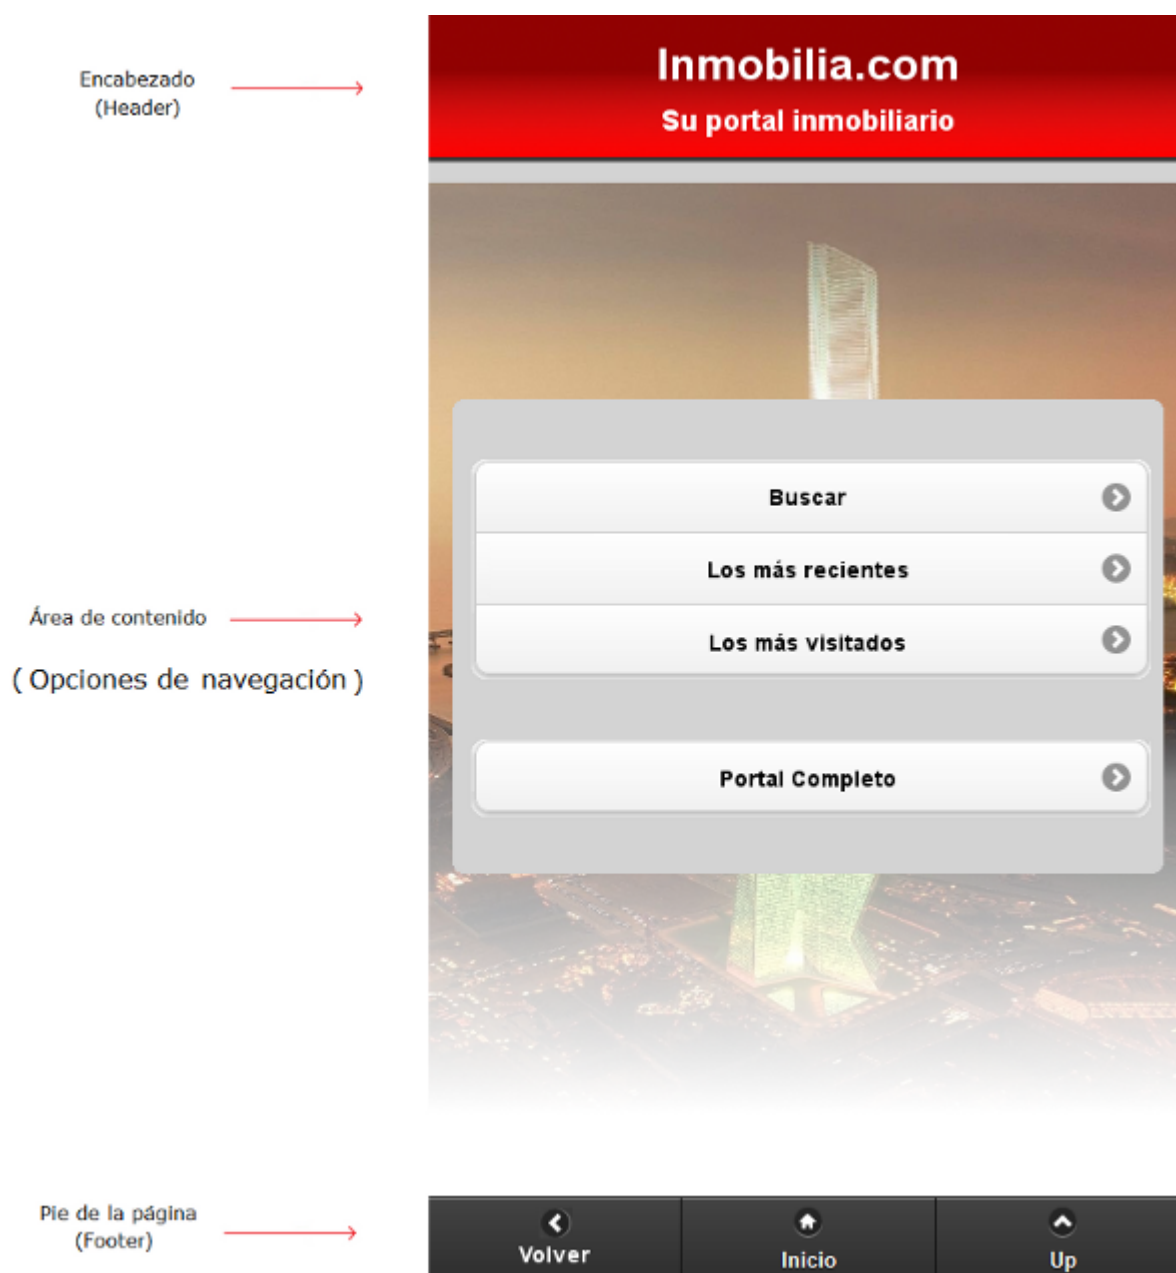 Inmobilia.com
Su portal inmobiliario
Encabezado
(Header)
Buscar
Los más recientes
Los más visitados
Portal Completo
Área de contenido
( Opciones de navegación )
Pie de la página
(Footer)
Volver
Inicio
Up